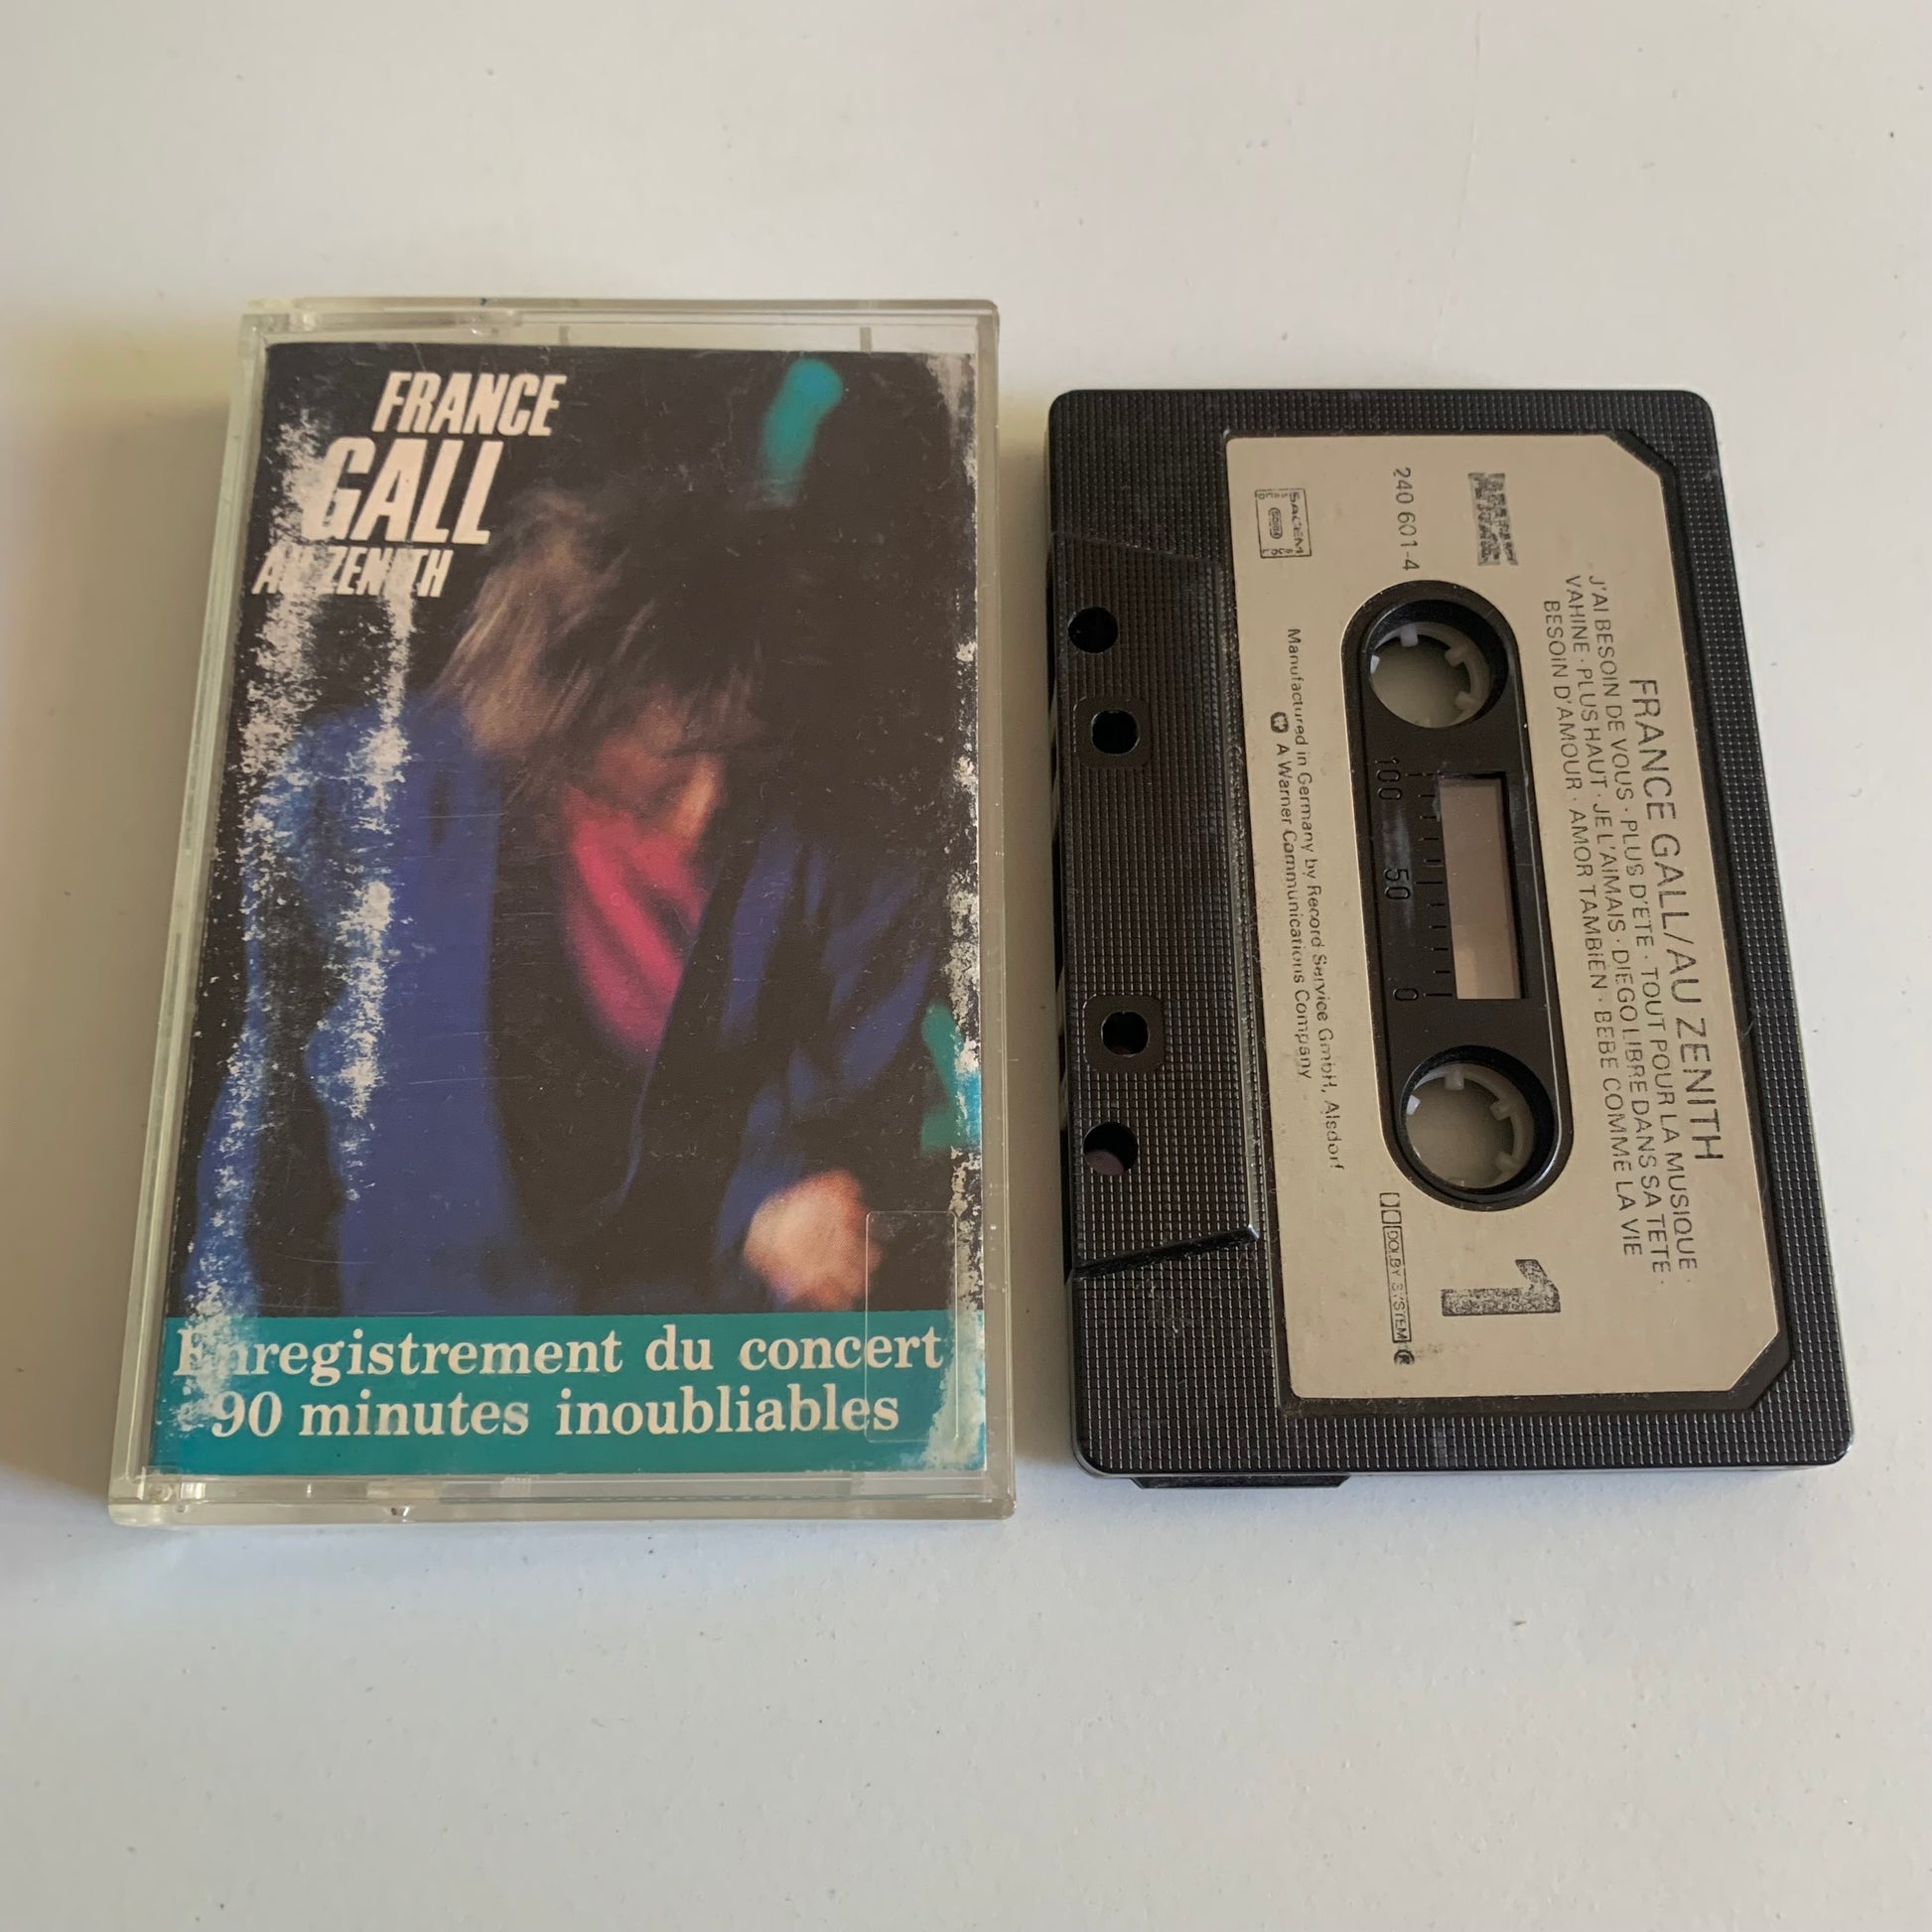 FRANCE
GALL
AU ZENITH
Enregistrement du concert
90 minutes inoubliables
FRANCE GALL/AU ZENITH
J'AI BESOIN DE VOUS · PLUS D'ETE · TOUT POUR LA MUSIQUE ·
VAHINE · PLUS HAUT · JE L'AIMAIS · DIEGO LIBRE DANS SA TETE ·
BESOIN D'AMOUR · AMOR TAMBIÉN · BEBE COMME LA VIE
240 601-4
1
100 50 0
DOLBY SYSTEM
SACEM
Manufactured in Germany by Record Service GmbH, Alsdorf
A Warner Communications Company